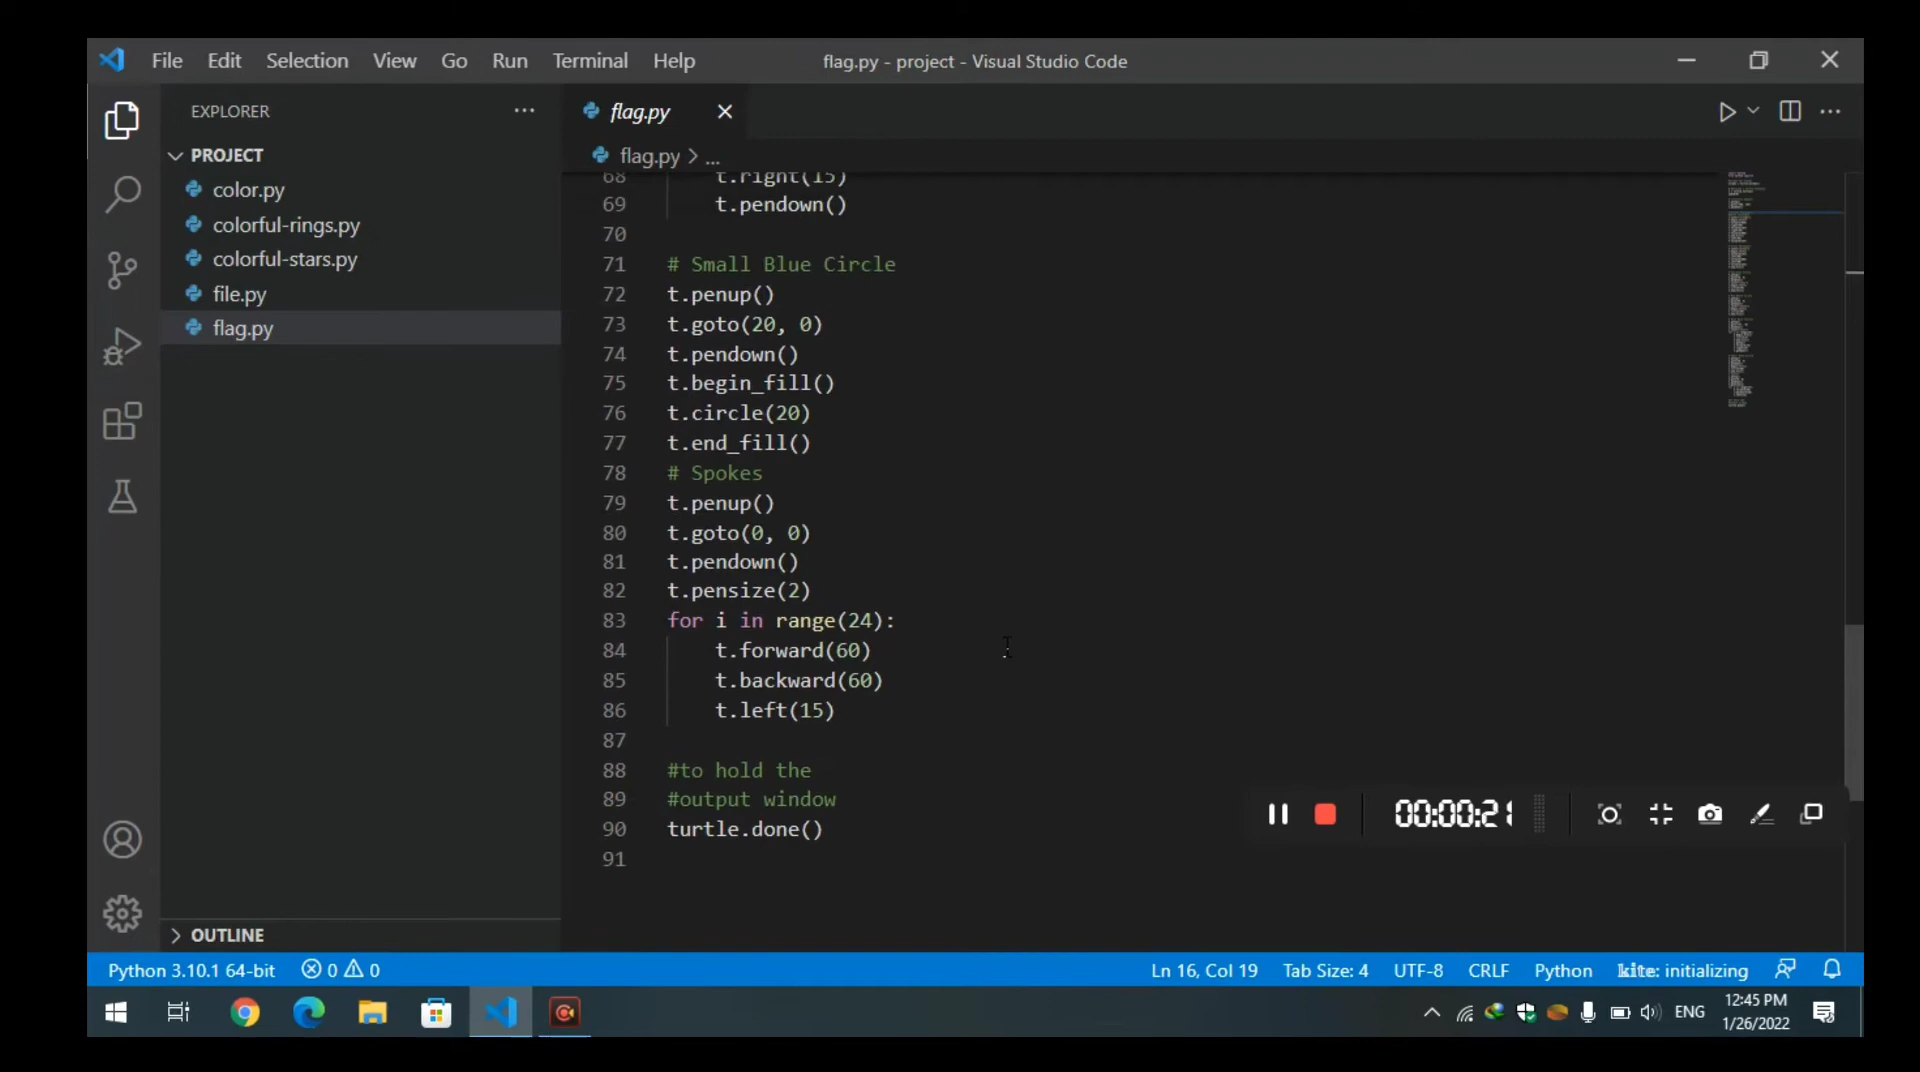 File Edit Selection View Go Run Terminal Help
flag.py - project - Visual Studio Code
EXPLORER
PROJECT
color.py
colorful-rings.py
colorful-stars.py
file.py
flag.py
OUTLINE
flag.py
flag.py > ...
68 t.right(15)
69 t.pendown()
70
71 # Small Blue Circle
72 t.penup()
73 t.goto(20, 0)
74 t.pendown()
75 t.begin_fill()
76 t.circle(20)
77 t.end_fill()
78 # Spokes
79 t.penup()
80 t.goto(0, 0)
81 t.pendown()
82 t.pensize(2)
83 for i in range(24):
84 t.forward(60)
85 t.backward(60)
86 t.left(15)
87
88 #to hold the
89 #output window
90 turtle.done()
91
00:00:21
Python 3.10.1 64-bit 0 0 Ln 16, Col 19 Tab Size: 4 UTF-8 CRLF Python kite: initializing
ENG
12:45 PM
1/26/2022